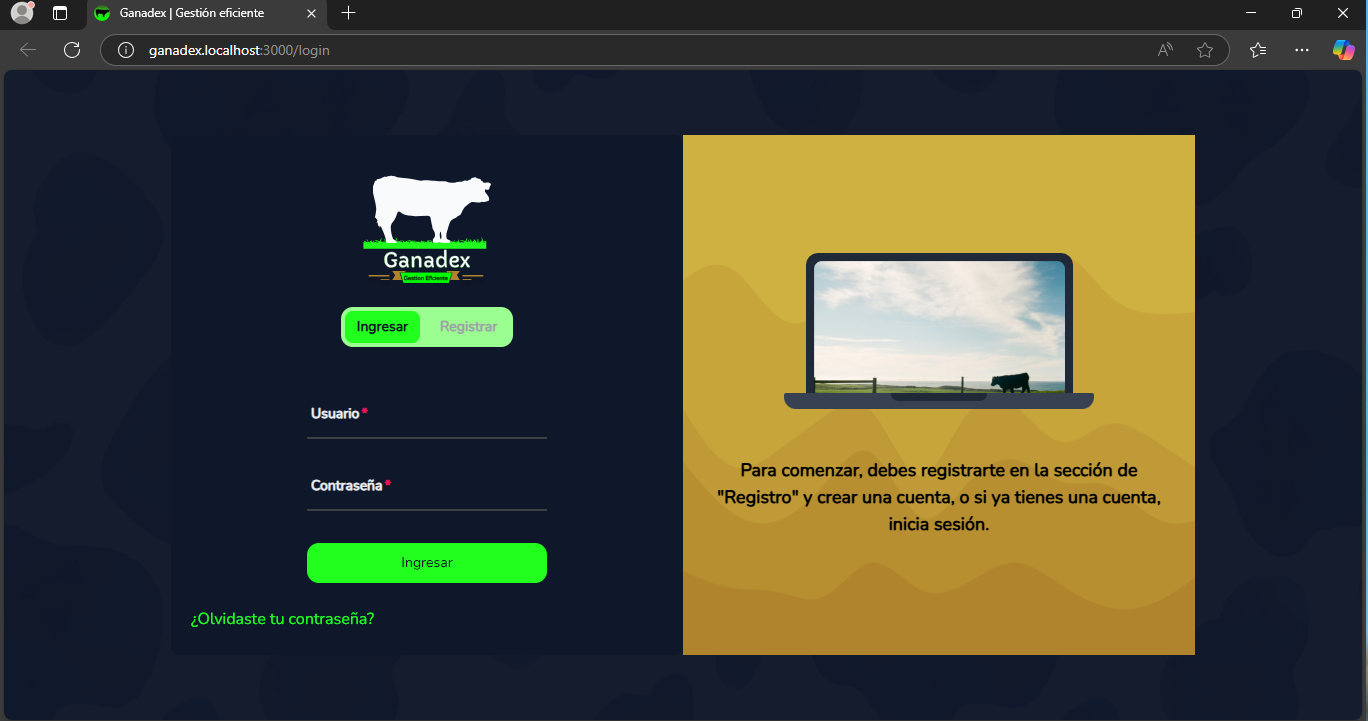 Ganadex | Gestión eficiente
ganadex.localhost:3000/login
Ganadex
Gestion Eficiente
Ingresar Registrar
Usuario *
Contraseña *
Ingresar
¿Olvidaste tu contraseña?
Para comenzar, debes registrarte en la sección de
"Registro" y crear una cuenta, o si ya tienes una cuenta,
inicia sesión.